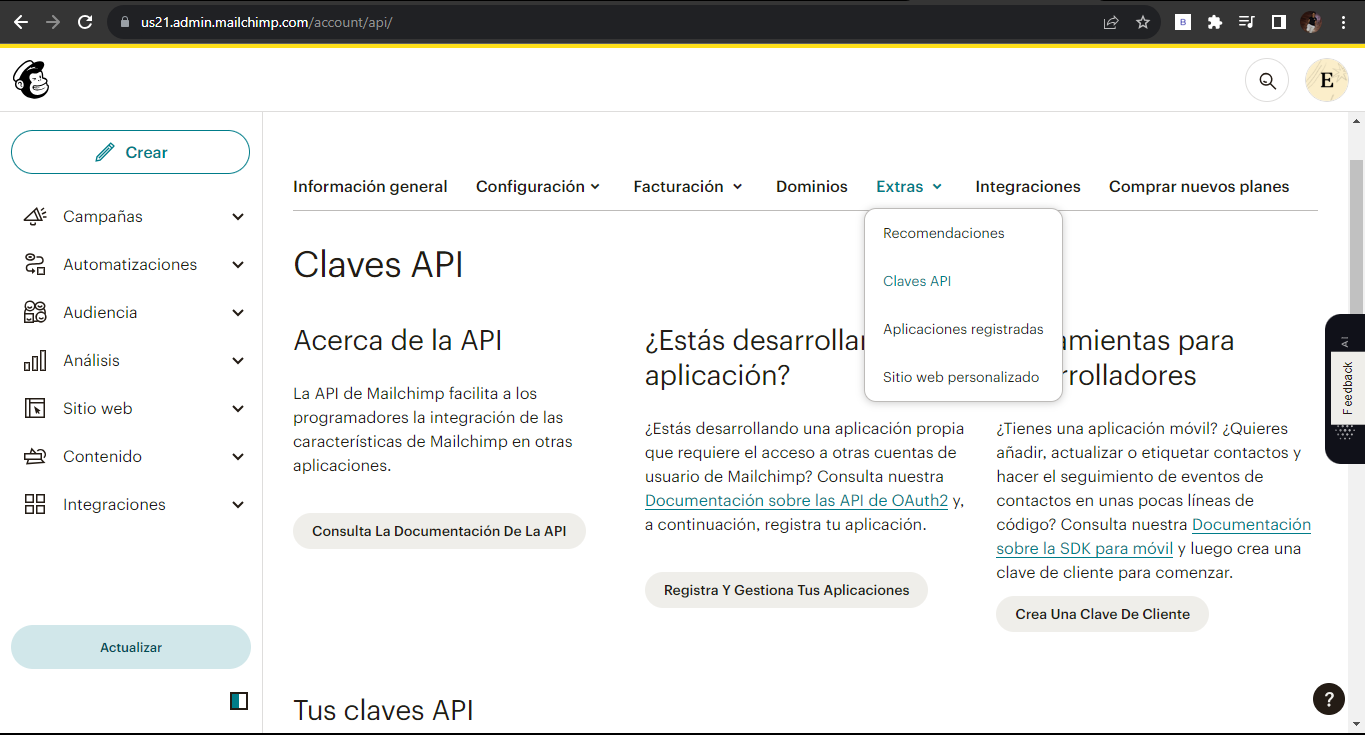 us21.admin.mailchimp.com/account/api/
B
E
Crear
Campañas
Automatizaciones
Audiencia
Análisis
Sitio web
Contenido
Integraciones
Actualizar
Información general
Configuración
Facturación
Dominios
Extras
Integraciones
Comprar nuevos planes
Recomendaciones
Claves API
Aplicaciones registradas
Sitio web personalizado
Claves API
Acerca de la API
La API de Mailchimp facilita a los
programadores la integración de las
características de Mailchimp en otras
aplicaciones.
Consulta La Documentación De La API
¿Estás desarrolla
aplicación?
¿Estás desarrollando una aplicación propia
que requiere el acceso a otras cuentas de
usuario de Mailchimp? Consulta nuestra
Documentación sobre las API de OAuth2 y,
a continuación, registra tu aplicación.
Registra Y Gestiona Tus Aplicaciones
amientas para
rrolladores
¿Tienes una aplicación móvil? ¿Quieres
añadir, actualizar o etiquetar contactos y
hacer el seguimiento de eventos de
contactos en unas pocas líneas de
código? Consulta nuestra Documentación
sobre la SDK para móvil y luego crea una
clave de cliente para comenzar.
Crea Una Clave De Cliente
Tus claves API
AI
Feedback
?